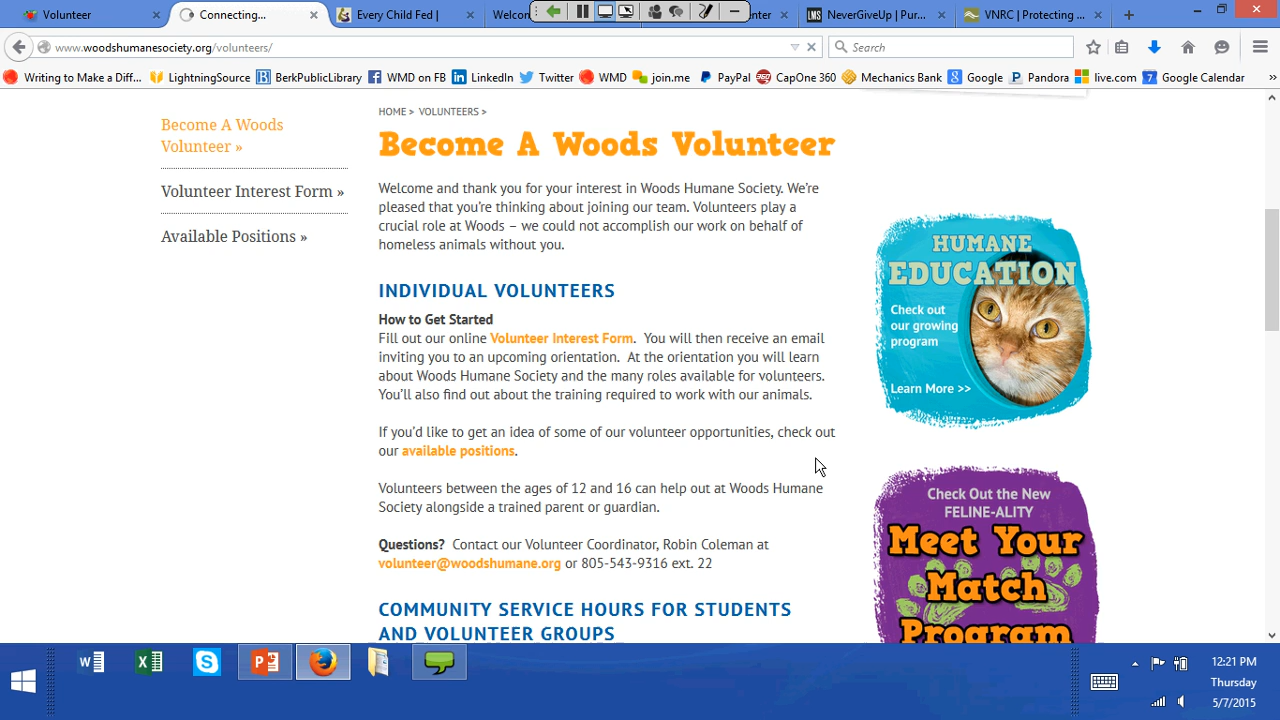 Volunteer
Connecting...
Every Child Fed |
Welcon
enter
LMS NeverGiveUp | Pur...
VNRC | Protecting ...
www.woodshumanesociety.org/volunteers/
Search
Writing to Make a Diff...
LightningSource
B BerkPublicLibrary
WMD on FB
LinkedIn
Twitter
WMD
join.me
PayPal
360 CapOne 360
Mechanics Bank
Google
Pandora
live.com
7 Google Calendar
HOME > VOLUNTEERS >
Become A Woods
Volunteer »
Volunteer Interest Form »
Available Positions »
Become A Woods Volunteer
Welcome and thank you for your interest in Woods Humane Society. We're
pleased that you're thinking about joining our team. Volunteers play a
crucial role at Woods – we could not accomplish our work on behalf of
homeless animals without you.
INDIVIDUAL VOLUNTEERS
How to Get Started
Fill out our online Volunteer Interest Form. You will then receive an email
inviting you to an upcoming orientation. At the orientation you will learn
about Woods Humane Society and the many roles available for volunteers.
You'll also find out about the training required to work with our animals.
If you'd like to get an idea of some of our volunteer opportunities, check out
our available positions.
Volunteers between the ages of 12 and 16 can help out at Woods Humane
Society alongside a trained parent or guardian.
Questions? Contact our Volunteer Coordinator, Robin Coleman at
volunteer@woodshumane.org or 805-543-9316 ext. 22
COMMUNITY SERVICE HOURS FOR STUDENTS
AND VOLUNTEER GROUPS
HUMANE
EDUCATION
Check out
our growing
program
Learn More >>
Check Out the New
FELINE-ALITY
Meet Your
Match
Program
12:21 PM
Thursday
5/7/2015